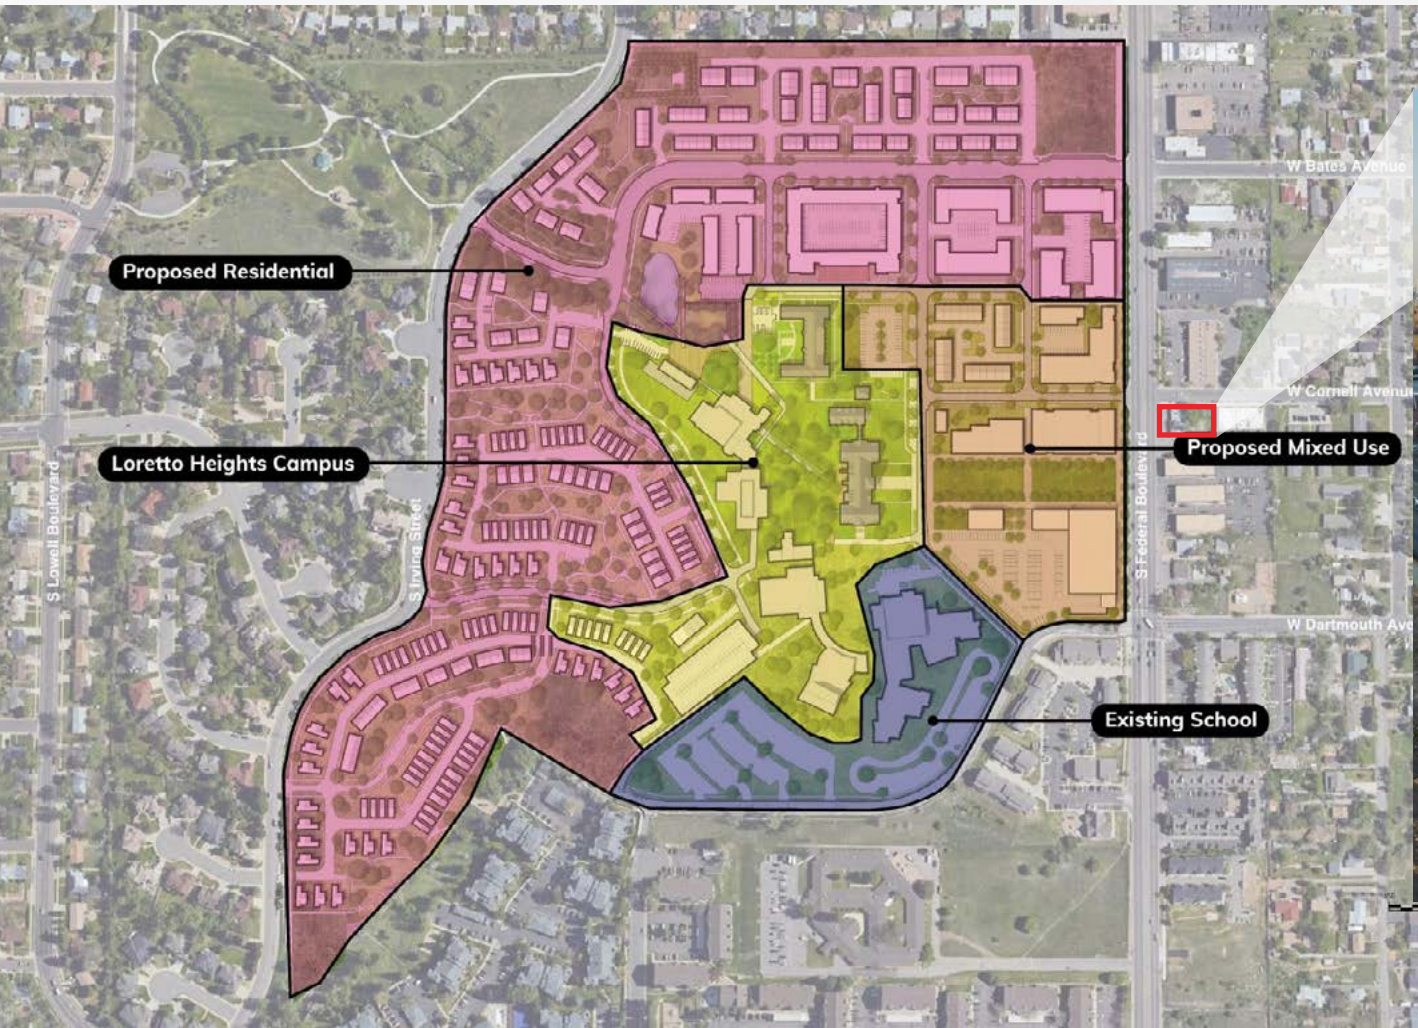 W Bates Avenue
Proposed Residential
W Cornell Avenu
Proposed Mixed Use
Loretto Heights Campus
S Lowell Boulevard
S Irving Street
S Federal Boulevard
W Dartmouth Ave
Existing School